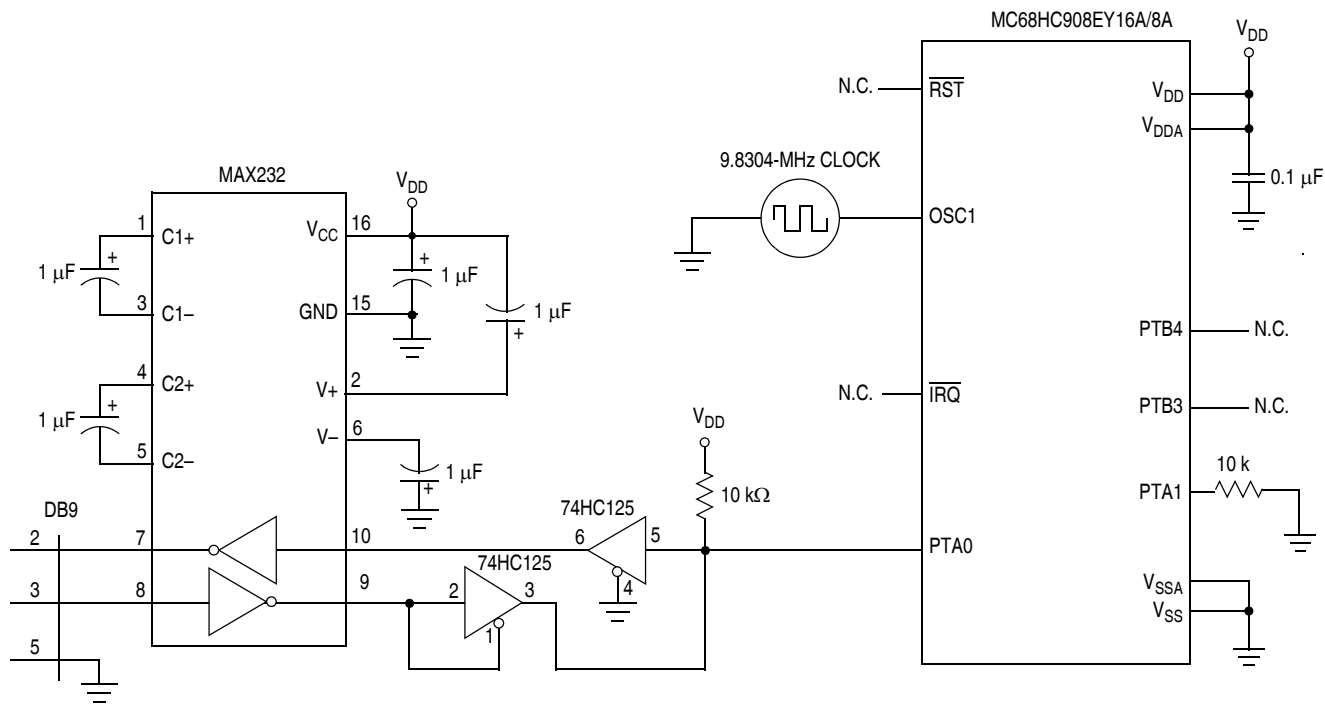 MC68HC908EY16A/8A
VDD
N.C.
RST
VDD
VDDA
0.1 µF
9.8304-MHz CLOCK
OSC1
MAX232
VDD
1
C1+
VCC
16
1 µF
+
+
1 µF
3
C1–
GND
15
1 µF
+
4
C2+
V+
2
1 µF
+
V–
6
5
C2–
1 µF
+
PTB4
N.C.
N.C.
IRQ
PTB3
N.C.
VDD
10 kΩ
10 k
PTA1
DB9
74HC125
2
7
10
6
5
PTA0
4
74HC125
3
8
9
2
3
1
5
VSSA
VSS